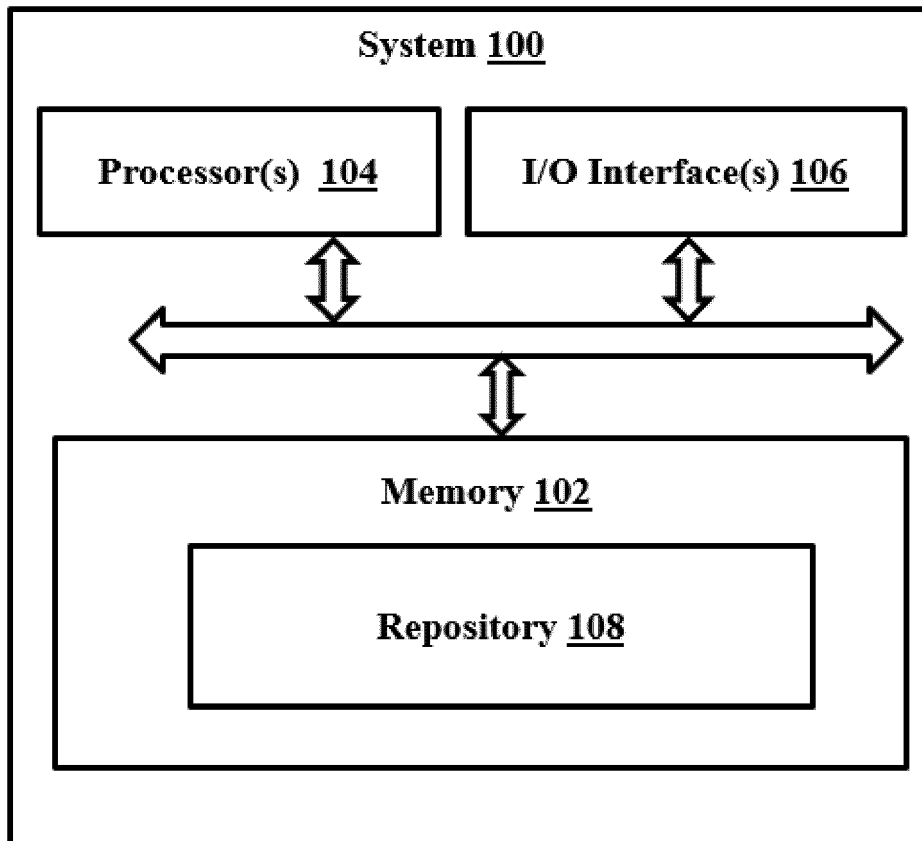 System 100
Processor(s) 104
I/O Interface(s) 106
Memory 102
Repository 108